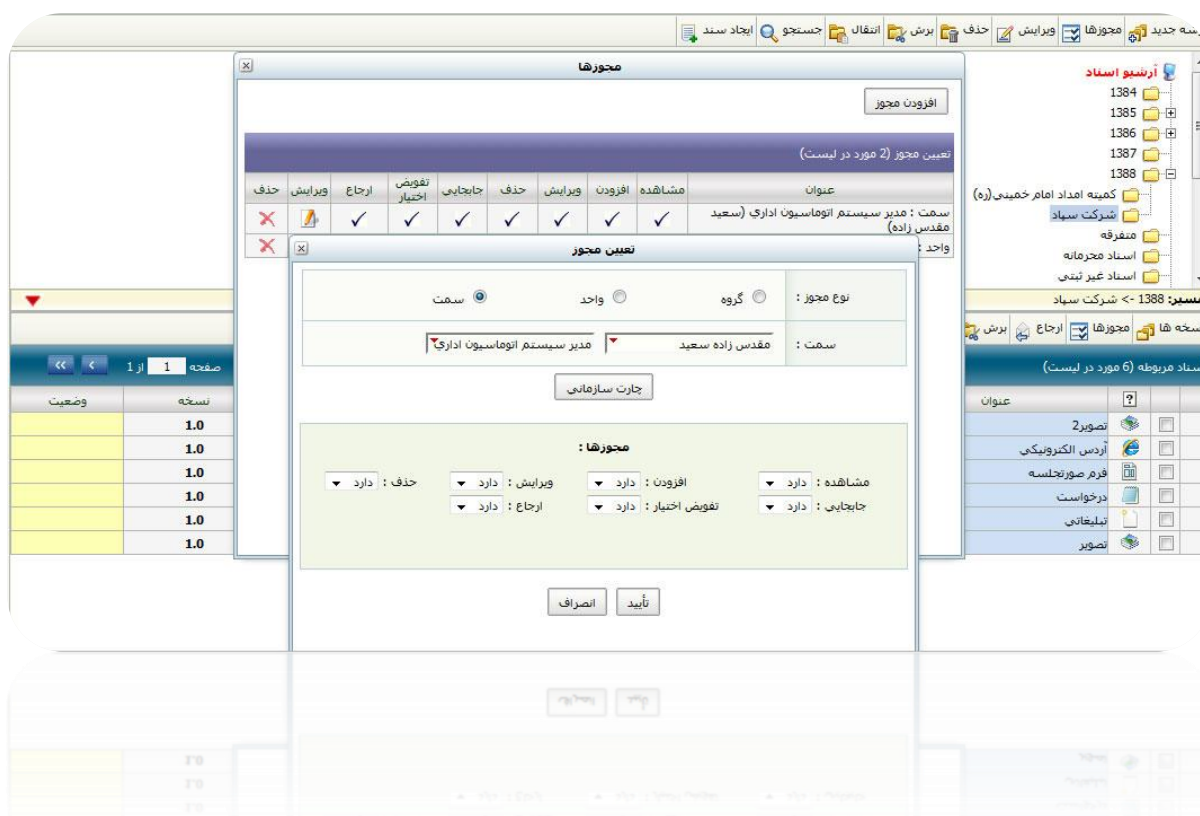 جدید مجوزها ویرایش حذف برش انتقال جستجو ایجاد سند
آرشیو اسناد
1384
1385
1386
1387
1388
کمیته امداد امام خمینی(ره)
شرکت سپاد
متفرقه
اسناد محرمانه
اسناد غیر ثبتی
مسیر: 1388 -> شرکت سپاد
مجوزها
افزودن مجوز
تعیین مجوز (2 مورد در لیست)
عنوان مشاهده افزودن ویرایش حذف جابجایی تفویض اختیار ارجاع ویرایش حذف
سمت : مدیر سیستم اتوماسیون اداري (سعید
مقدس زاده)
واحد :
تعیین مجوز
نوع مجوز : گروه واحد سمت
سمت : مقدس زاده سعید مدیر سیستم اتوماسیون اداري
چارت سازمانی
مجوزها :
مشاهده : دارد افزودن : دارد ویرایش : دارد حذف : دارد
جابجایی : دارد تفویض اختیار : دارد ارجاع : دارد
تأیید انصراف
ها مجوزها ارجاع برش
مربوطه (6 مورد در لیست) صفحه 1 از 1
? عنوان نسخه وضعیت
تصویر2 1.0
آردس الکترونیکی 1.0
فرم صورتجلسه 1.0
درخواست 1.0
تبلیغاتی 1.0
تصویر 1.0